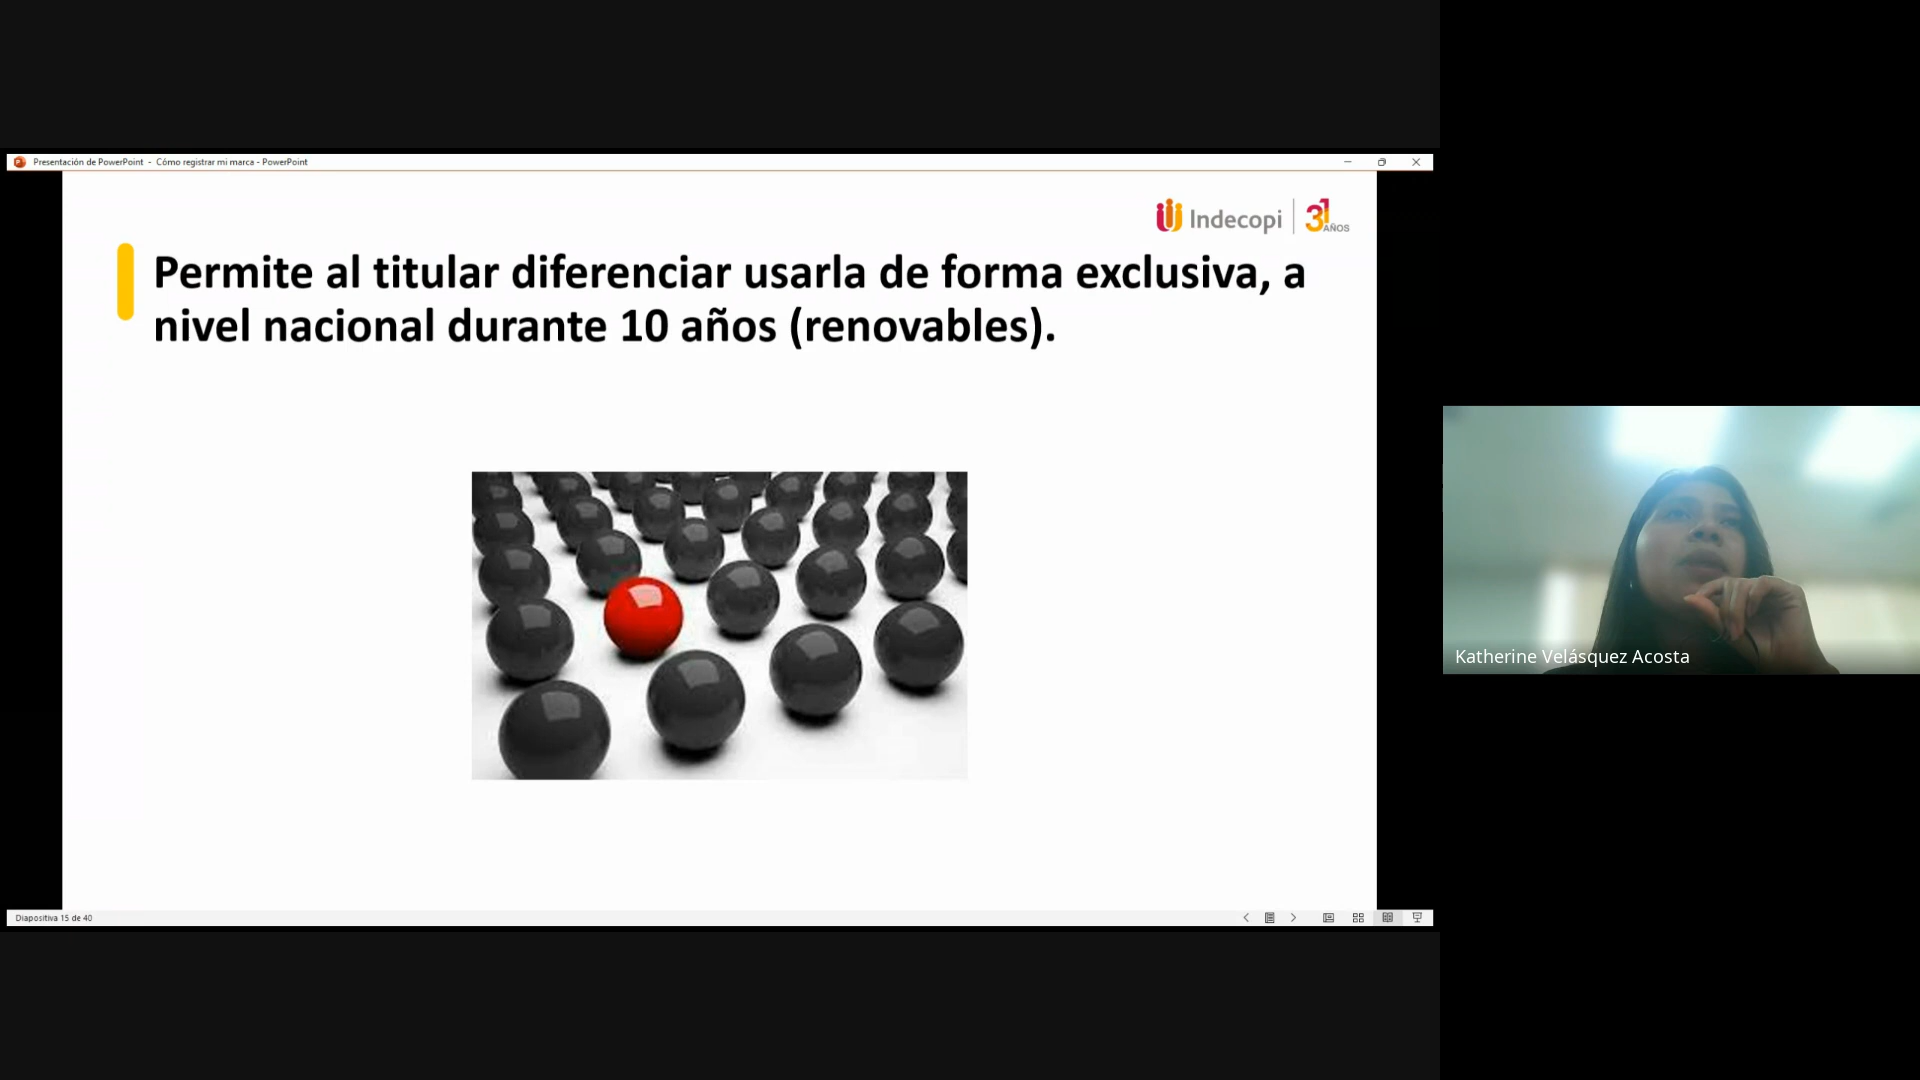 Presentación de PowerPoint - Cómo registrar mi marca - PowerPoint
Indecopi
31 AÑOS
Permite al titular diferenciar usarla de forma exclusiva, a
nivel nacional durante 10 años (renovables).
Katherine Velásquez Acosta
Diapositiva 15 de 40